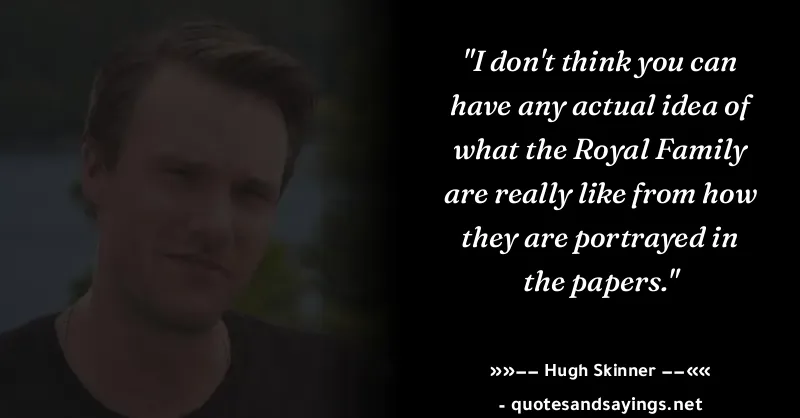 "I don't think you can
have any actual idea of
what the Royal Family
are really like from how
they are portrayed in
the papers."
»»—— Hugh Skinner ——««
- quotesandsayings.net